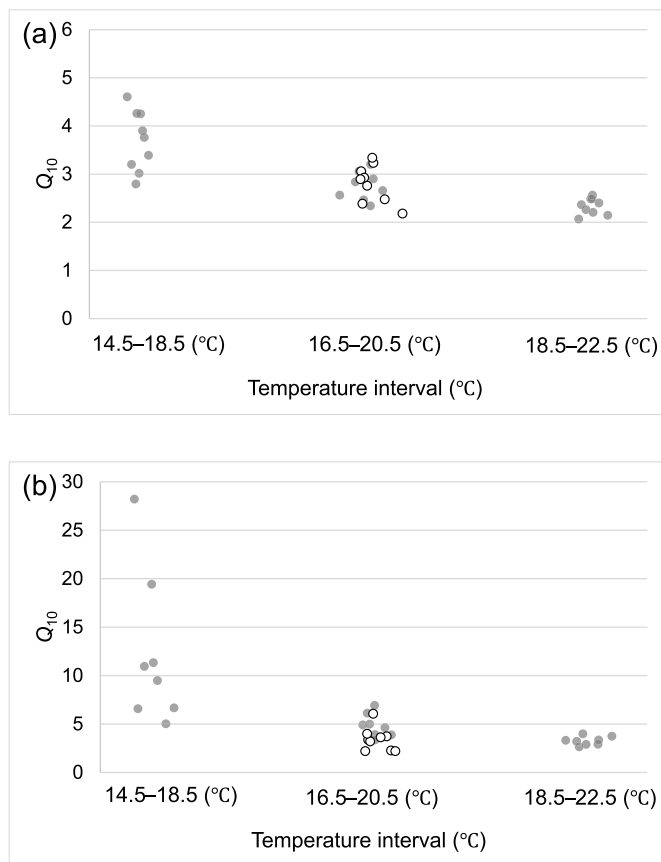 (a)
6
5
4
3
2
1
0
Q10
14.5–18.5 (℃) 16.5–20.5 (℃) 18.5–22.5 (℃)
Temperature interval (℃)
(b)
30
25
20
15
10
5
0
Q10
14.5–18.5 (℃) 16.5–20.5 (℃) 18.5–22.5 (℃)
Temperature interval (℃)